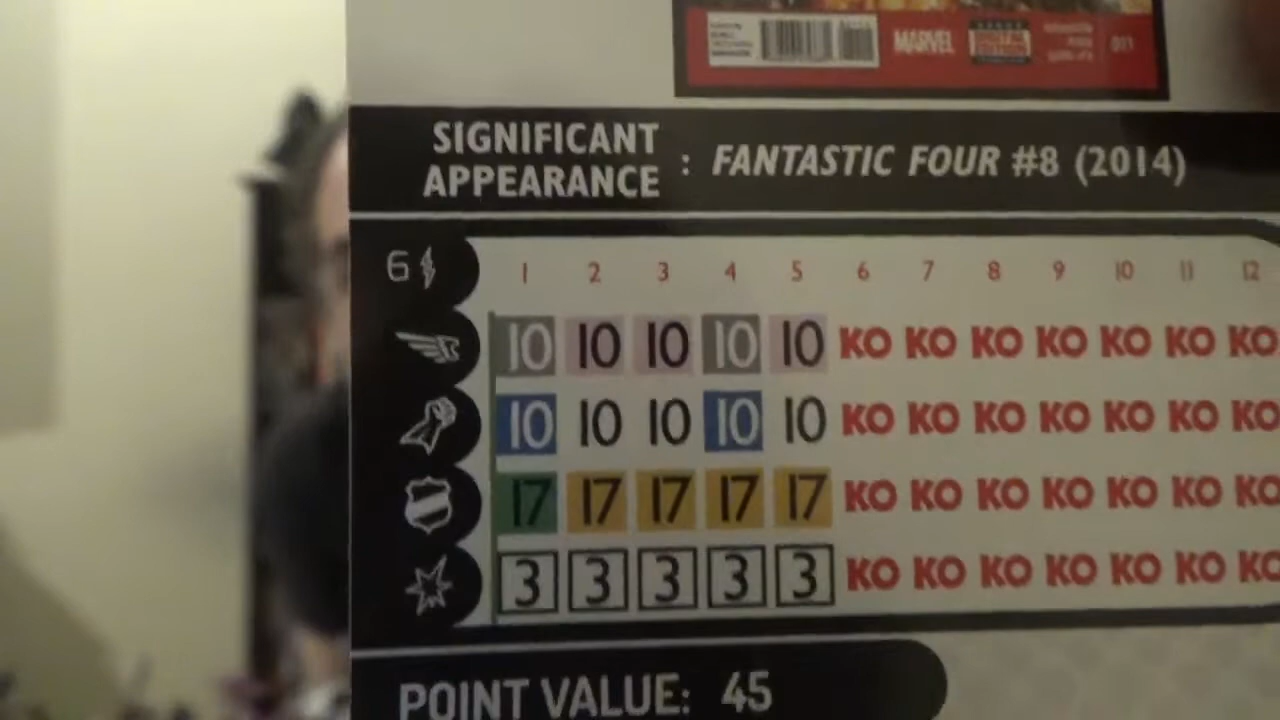 MARVEL DIGITAL EDITION
SIGNIFICANT APPEARANCE : FANTASTIC FOUR #8 (2014)
6 1 2 3 4 5 6 7 8 9 10 11 12
10 10 10 10 10 KO KO KO KO KO KO KO
10 10 10 10 10 KO KO KO KO KO KO KO
17 17 17 17 17 KO KO KO KO KO KO KO
3 3 3 3 3 KO KO KO KO KO KO KO
POINT VALUE: 45